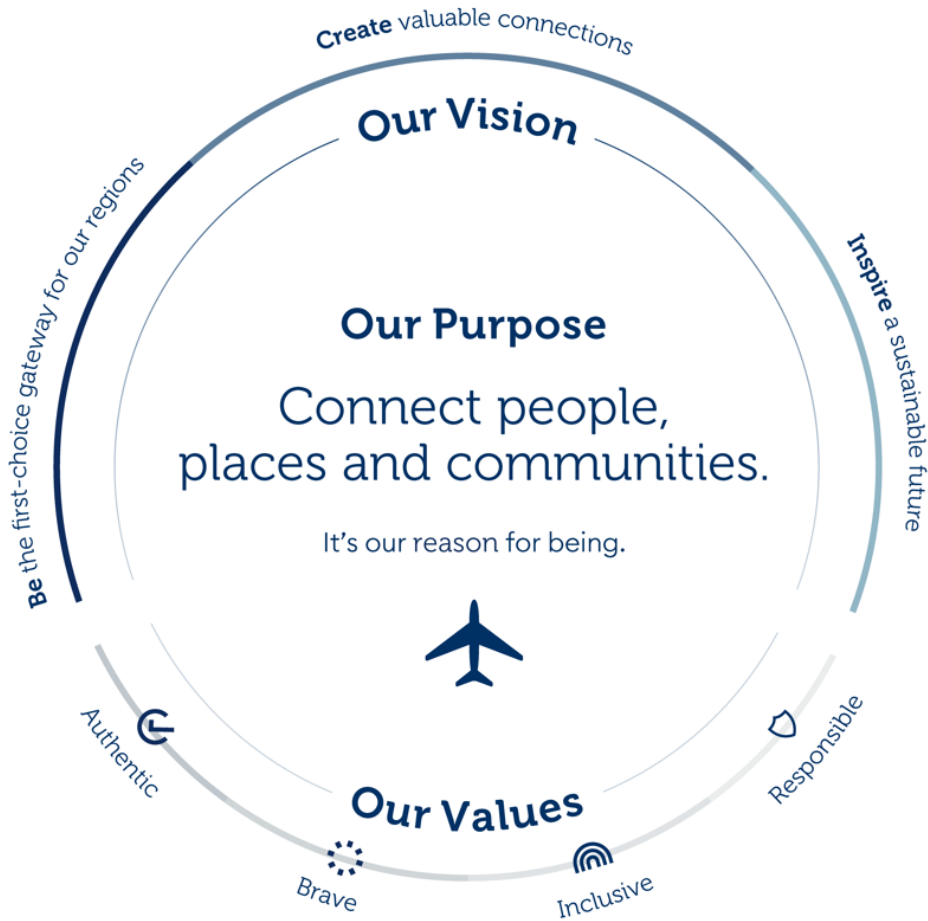 Create valuable connections
Our Vision
Be the first-choice gateway for our regions
Inspire a sustainable future
Our Purpose
Connect people,
places and communities.
It's our reason for being.
Our Values
Authentic
Brave
Inclusive
Responsible